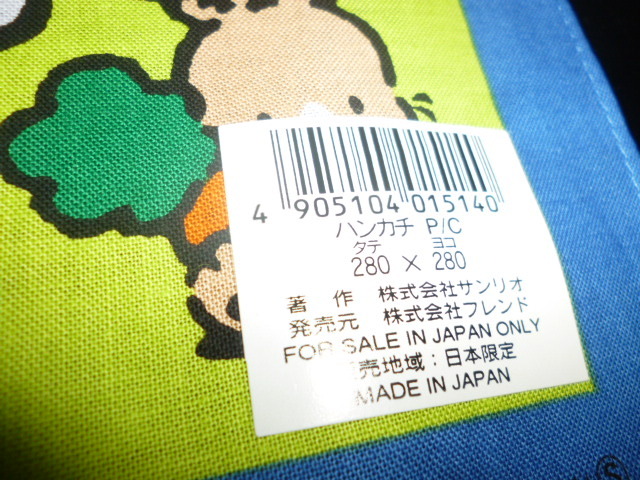 4 905104 015140
ハンカチ P/C
タテ ヨコ
280 × 280
著 作 株式会社サンリオ
発売元 株式会社フレンド
FOR SALE IN JAPAN ONLY
売地域：日本限定
MADE IN JAPAN
Ⓢ